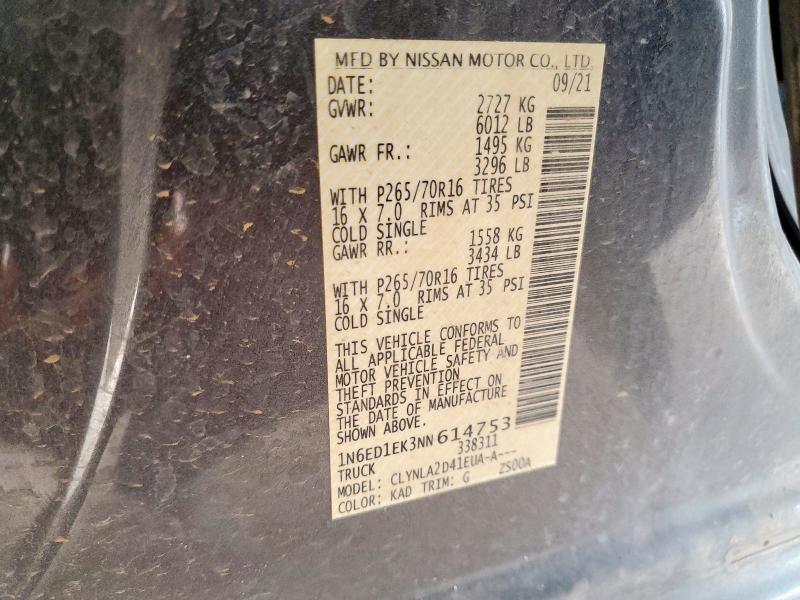 MFD BY NISSAN MOTOR CO., LTD.
DATE: 09/21
GVWR: 2727 KG
6012 LB
GAWR FR.: 1495 KG
3296 LB
WITH P265/70R16 TIRES
16 X 7.0 RIMS AT 35 PSI
COLD SINGLE
GAWR RR.: 1558 KG
3434 LB
WITH P265/70R16 TIRES
16 X 7.0 RIMS AT 35 PSI
COLD SINGLE
THIS VEHICLE CONFORMS TO
ALL APPLICABLE FEDERAL
MOTOR VEHICLE SAFETY AND
THEFT PREVENTION
STANDARDS IN EFFECT ON
THE DATE OF MANUFACTURE
SHOWN ABOVE.
1N6ED1EK3NN614753
TRUCK 338311
MODEL: CLYNLA2D41EUA-A---
COLOR: KAD TRIM: G ZS00A